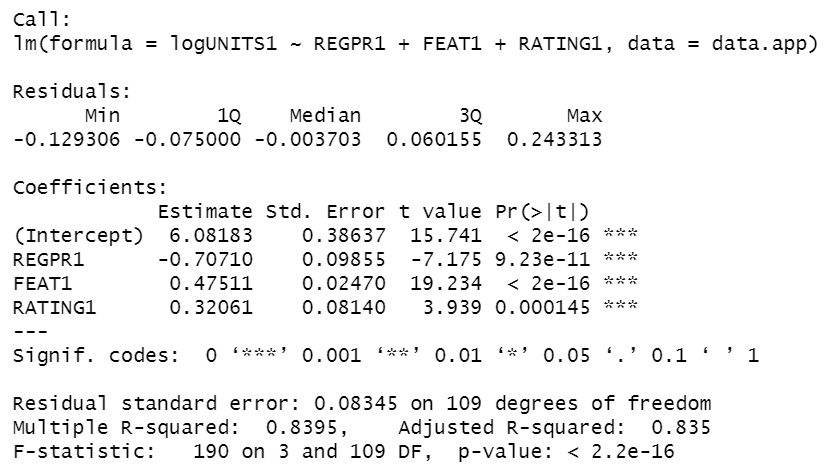 Call:
lm(formula = logUNITS1 ~ REGPR1 + FEAT1 + RATING1, data = data.app)
Residuals:
Min 1Q Median 3Q Max
-0.129306 -0.075000 -0.003703 0.060155 0.243313
Coefficients:
Estimate Std. Error t value Pr(>|t|)
(Intercept) 6.08183 0.38637 15.741 < 2e-16 ***
REGPR1 -0.70710 0.09855 -7.175 9.23e-11 ***
FEAT1 0.47511 0.02470 19.234 < 2e-16 ***
RATING1 0.32061 0.08140 3.939 0.000145 ***
---
Signif. codes: 0 ‘***’ 0.001 ‘**’ 0.01 ‘*’ 0.05 ‘.’ 0.1 ‘ ’ 1
Residual standard error: 0.08345 on 109 degrees of freedom
Multiple R-squared: 0.8395, Adjusted R-squared: 0.835
F-statistic: 190 on 3 and 109 DF, p-value: < 2.2e-16